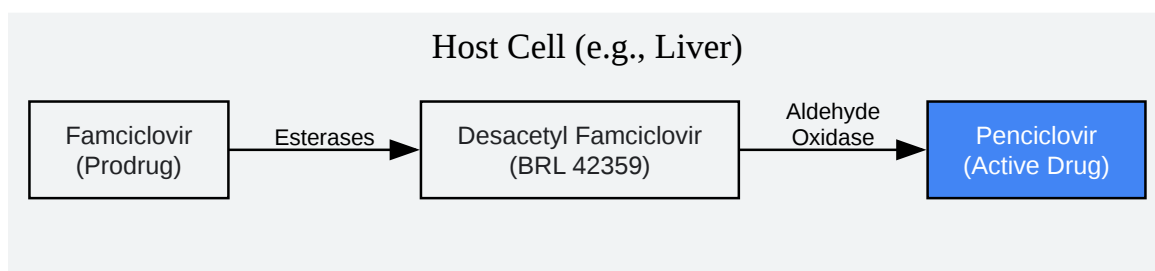 Host Cell (e.g., Liver)
Famciclovir
(Prodrug)
Esterases
Desacetyl Famciclovir
(BRL 42359)
Aldehyde
Oxidase
Penciclovir
(Active Drug)